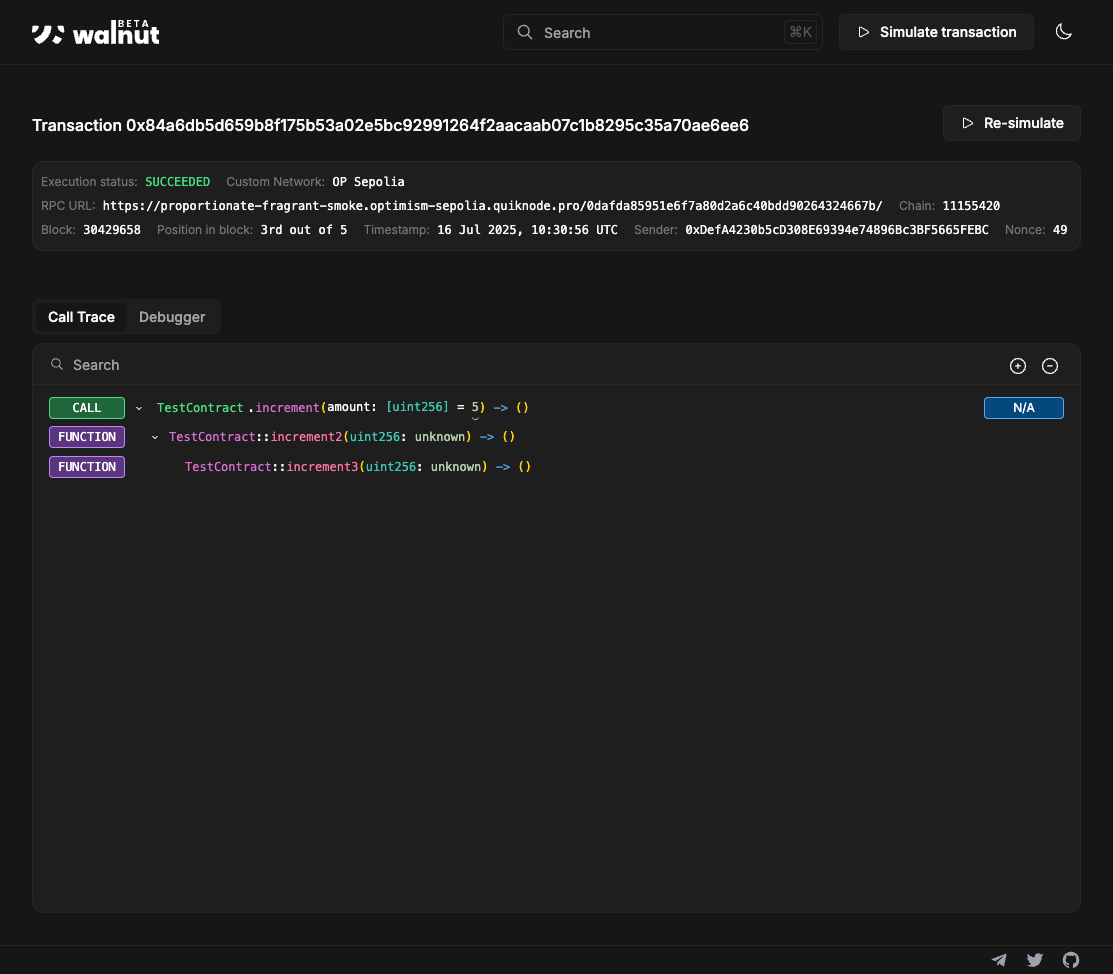 walnut BETA
Search ⌘K
Simulate transaction
Transaction 0x84a6db5d659b8f175b53a02e5bc92991264f2aacaab07c1b8295c35a70ae6ee6
Re-simulate
Execution status: SUCCEEDED Custom Network: OP Sepolia
RPC URL: https://proportionate-fragrant-smoke.optimism-sepolia.quiknode.pro/0dafda85951e6f7a80d2a6c40bdd90264324667b/ Chain: 11155420
Block: 30429658 Position in block: 3rd out of 5 Timestamp: 16 Jul 2025, 10:30:56 UTC Sender: 0xDefA4230b5cD308E69394e74896Bc3BF5665FEBC Nonce: 49
Call Trace Debugger
Search
CALL TestContract.increment(amount: [uint256] = 5) -> () N/A
FUNCTION TestContract::increment2(uint256: unknown) -> ()
FUNCTION TestContract::increment3(uint256: unknown) -> ()